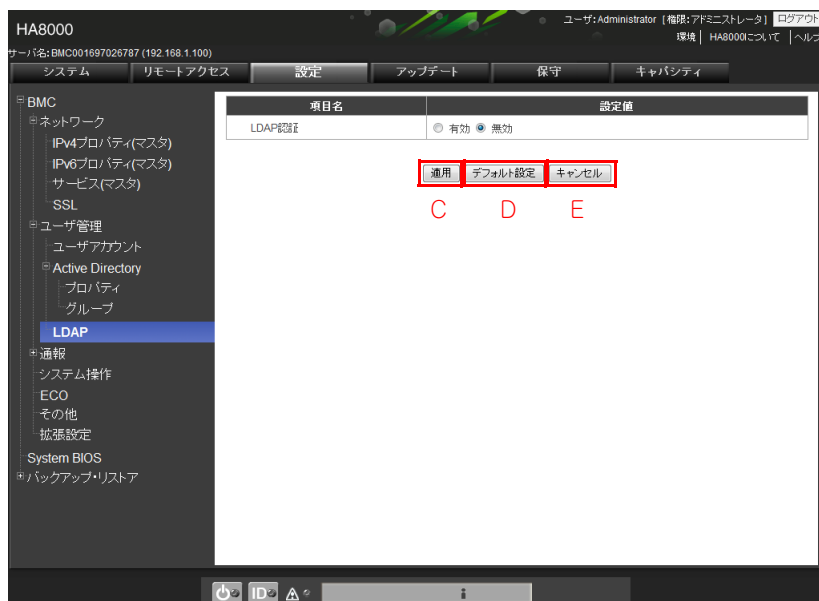 HA8000
ユーザ:Administrator [権限:アドミニストレータ] ログアウト
環境 | HA8000について | ヘルプ
サーバ名:BMC001697026787 (192.168.1.100)
システム リモートアクセス 設定 アップデート 保守 キャパシティ
BMC
ネットワーク
IPv4プロパティ(マスタ)
IPv6プロパティ(マスタ)
サービス(マスタ)
SSL
ユーザ管理
ユーザアカウント
Active Directory
プロパティ
グループ
LDAP
通報
システム操作
ECO
その他
拡張設定
System BIOS
バックアップ・リストア
項目名 設定値
LDAP認証 有効 無効
適用 デフォルト設定 キャンセル
C D E
ID